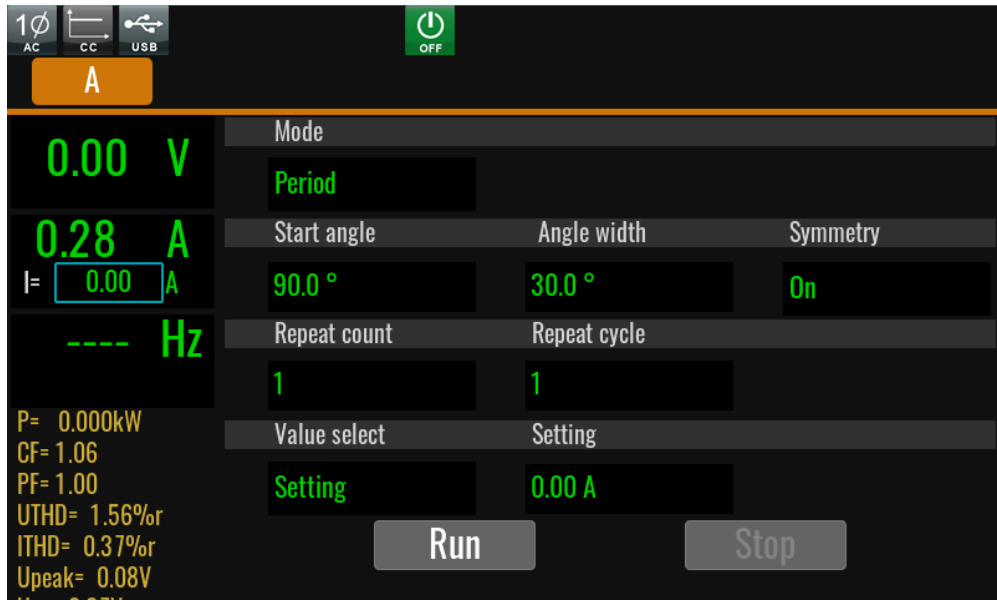 1Ø AC CC USB OFF
A
0.00 V
0.28 A
I= 0.00 A
---- Hz
P= 0.000kW
CF= 1.06
PF= 1.00
UTHD= 1.56%r
ITHD= 0.37%r
Upeak= 0.08V
Mode
Period
Start angle Angle width Symmetry
90.0 ° 30.0 ° On
Repeat count Repeat cycle
1 1
Value select Setting
Setting 0.00 A
Run Stop